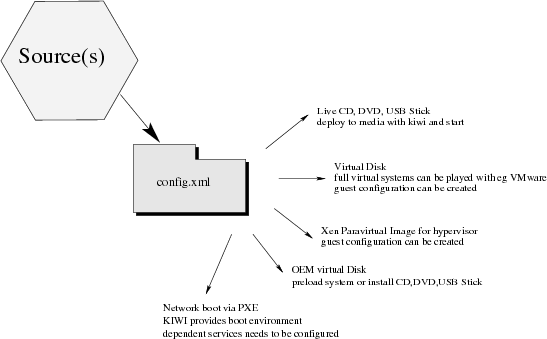 Source(s)
config.xml
Live CD, DVD, USB Stick
deploy to media with kiwi and start
Virtual Disk
full virtual systems can be played with eg VMware
guest configuration can be created
Xen Paravirtual Image for hypervisor
guest configuration can be created
OEM virtual Disk
preload system or install CD,DVD,USB Stick
Network boot via PXE
KIWI provides boot environment
dependent services needs to be configured